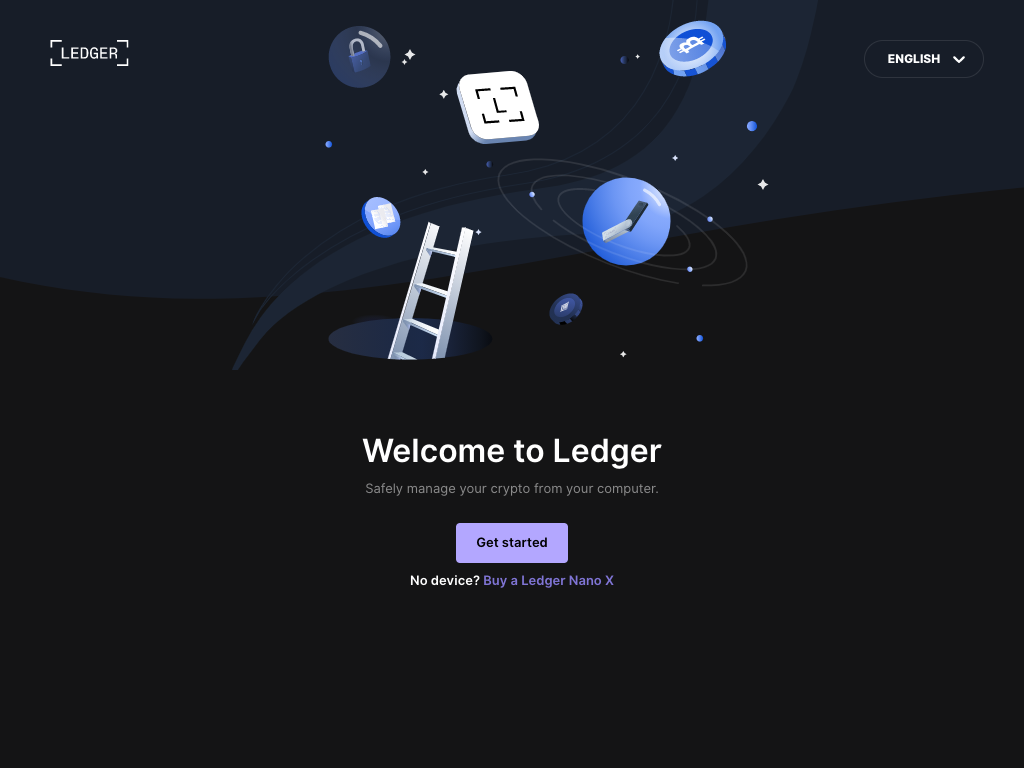 LEDGER
ENGLISH
Welcome to Ledger
Safely manage your crypto from your computer.
Get started
No device? Buy a Ledger Nano X